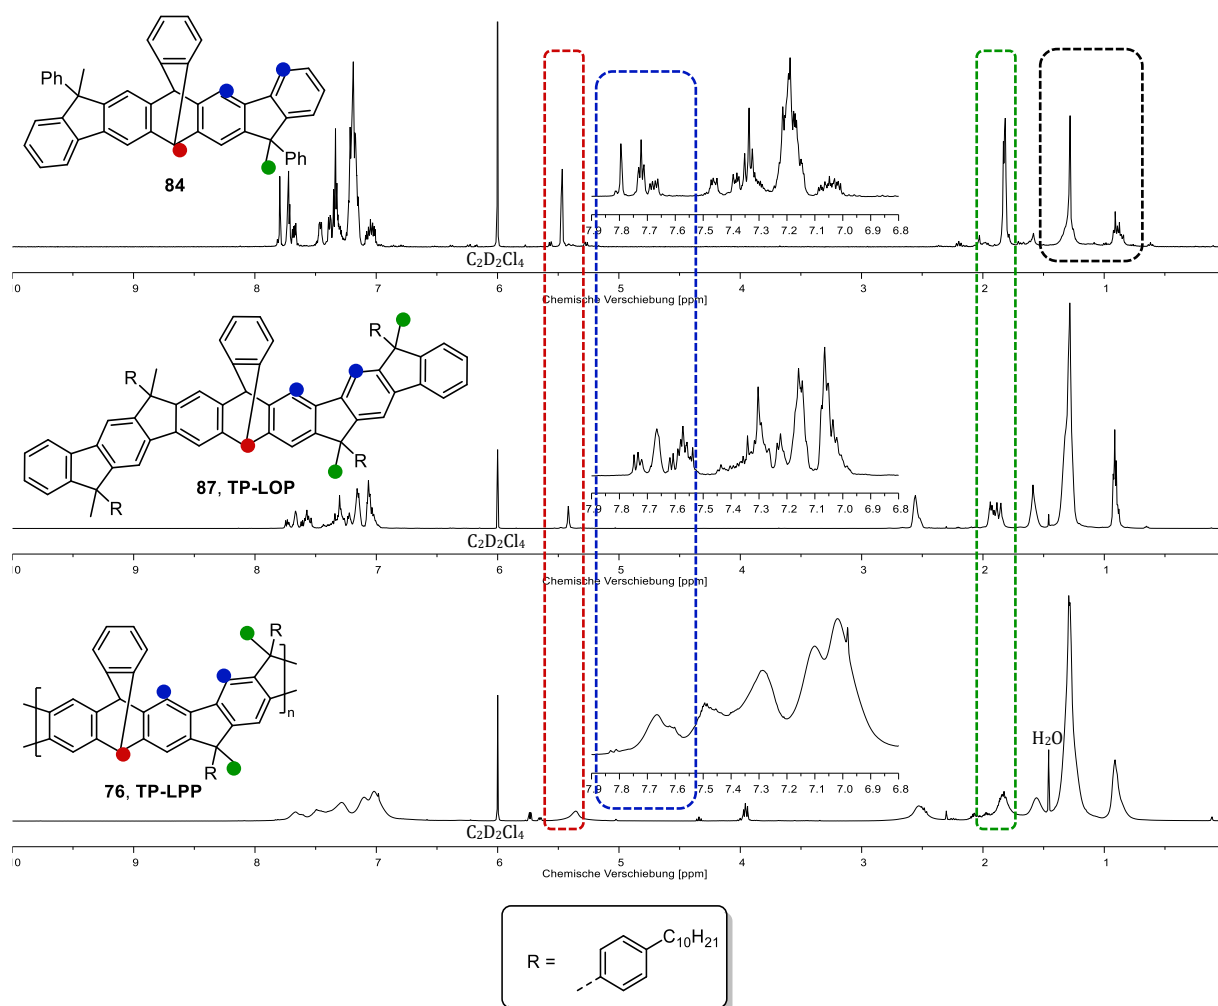 Ph
Ph
84
7.9 7.8 7.7 7.6 7.5 7.4 7.3 7.2 7.1 7.0 6.9 6.8
C2D2Cl4
0 9 8 7 6 5 4 3 2 1
Chemische Verschiebung [ppm]
R
R
R
R
87, TP-LOP
7.9 7.8 7.7 7.6 7.5 7.4 7.3 7.2 7.1 7.0 6.9 6.8
C2D2Cl4
0 9 8 7 6 5 4 3 2 1
Chemische Verschiebung [ppm]
R
n
R
76, TP-LPP
H2O
7.9 7.8 7.7 7.6 7.5 7.4 7.3 7.2 7.1 7.0 6.9 6.8
C2D2Cl4
0 9 8 7 6 5 4 3 2 1
Chemische Verschiebung [ppm]
C10H21
R =